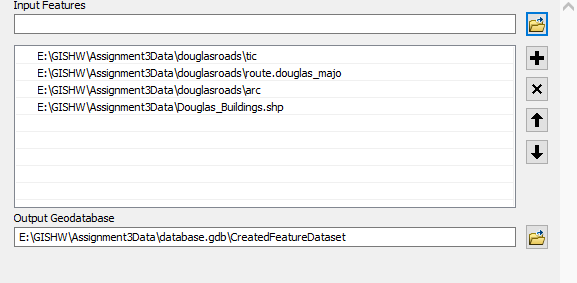 Input Features
E:\GISHW\Assignment3Data\douglasroads\tic
E:\GISHW\Assignment3Data\douglasroads\route.douglas_majo
E:\GISHW\Assignment3Data\douglasroads\arc
E:\GISHW\Assignment3Data\Douglas_Buildings.shp
Output Geodatabase
E:\GISHW\Assignment3Data\database.gdb\CreatedFeatureDataset